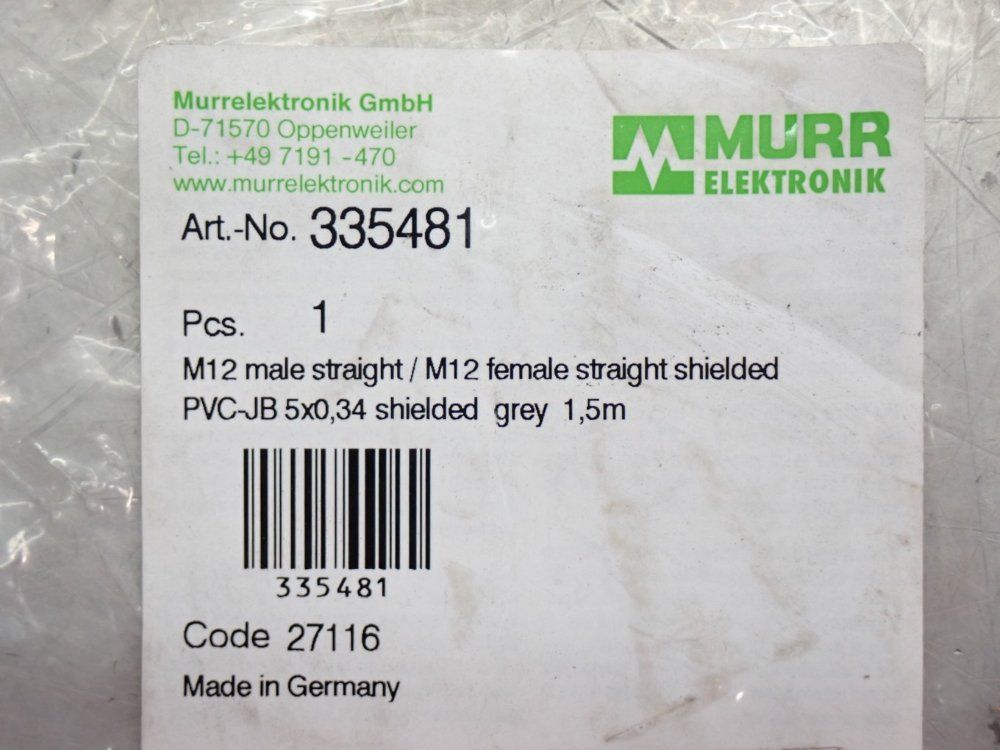 Murrelektronik GmbH
D-71570 Oppenweiler
Tel.: +49 7191 -470
www.murrelektronik.com
MURR
ELEKTRONIK
Art.-No. 335481
Pcs. 1
M12 male straight / M12 female straight shielded
PVC-JB 5x0,34 shielded grey 1,5m
335481
Code 27116
Made in Germany